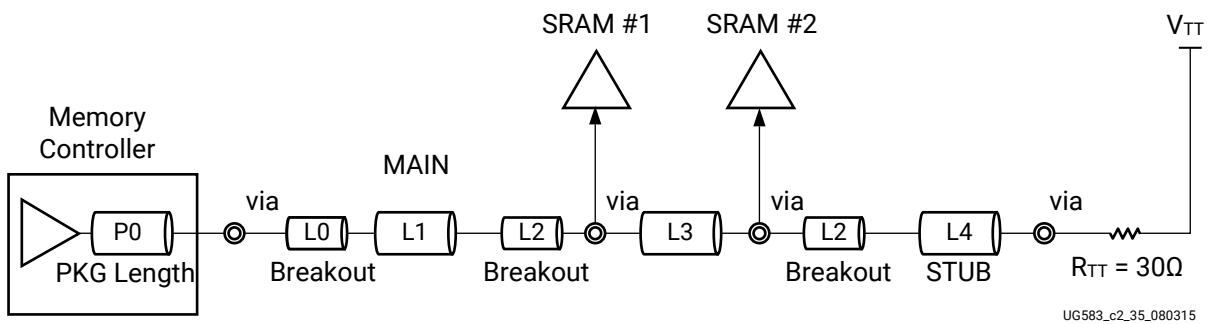 SRAM #1
SRAM #2
VTT
Memory
Controller
MAIN
via
via
via
via
P0
L0
L1
L2
L3
L2
L4
PKG Length
Breakout
Breakout
Breakout
STUB
RTT = 30Ω
UG583_c2_35_080315